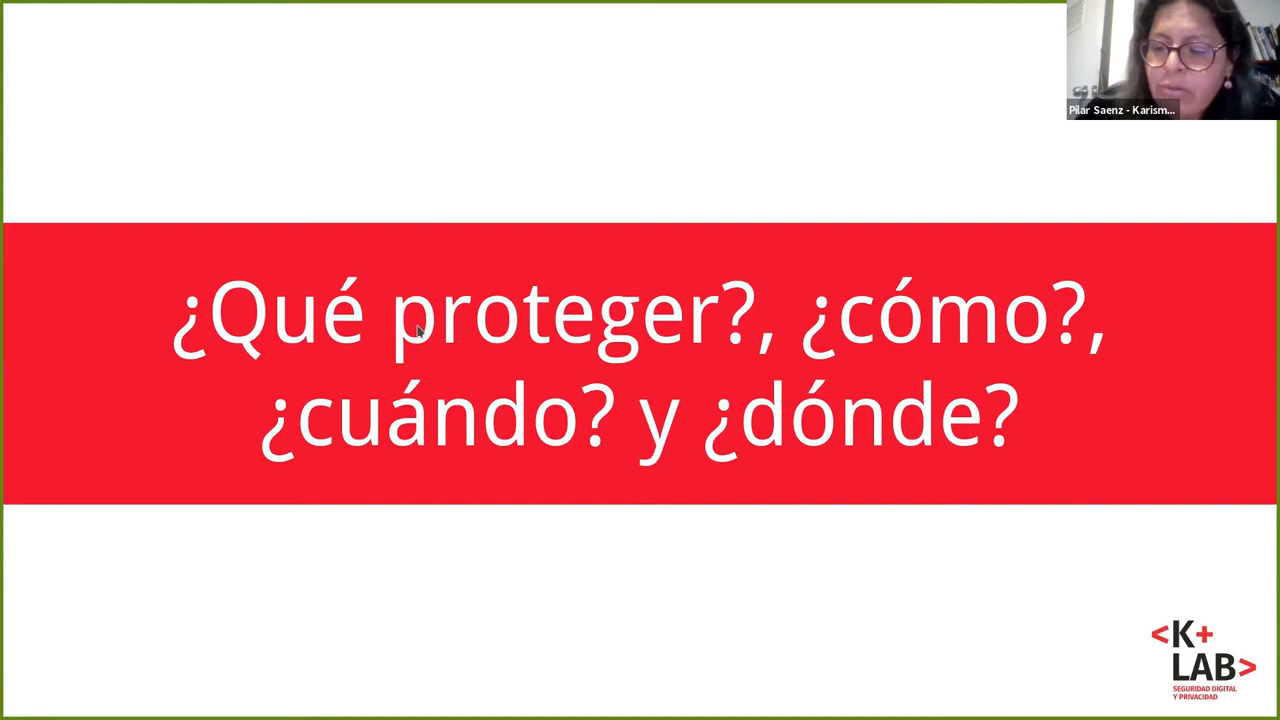 Pilar Saenz - Karism...
¿Qué proteger?, ¿cómo?,
¿cuándo? y ¿dónde?
<K+
LAB>
SEGURIDAD DIGITAL
Y PRIVACIDAD